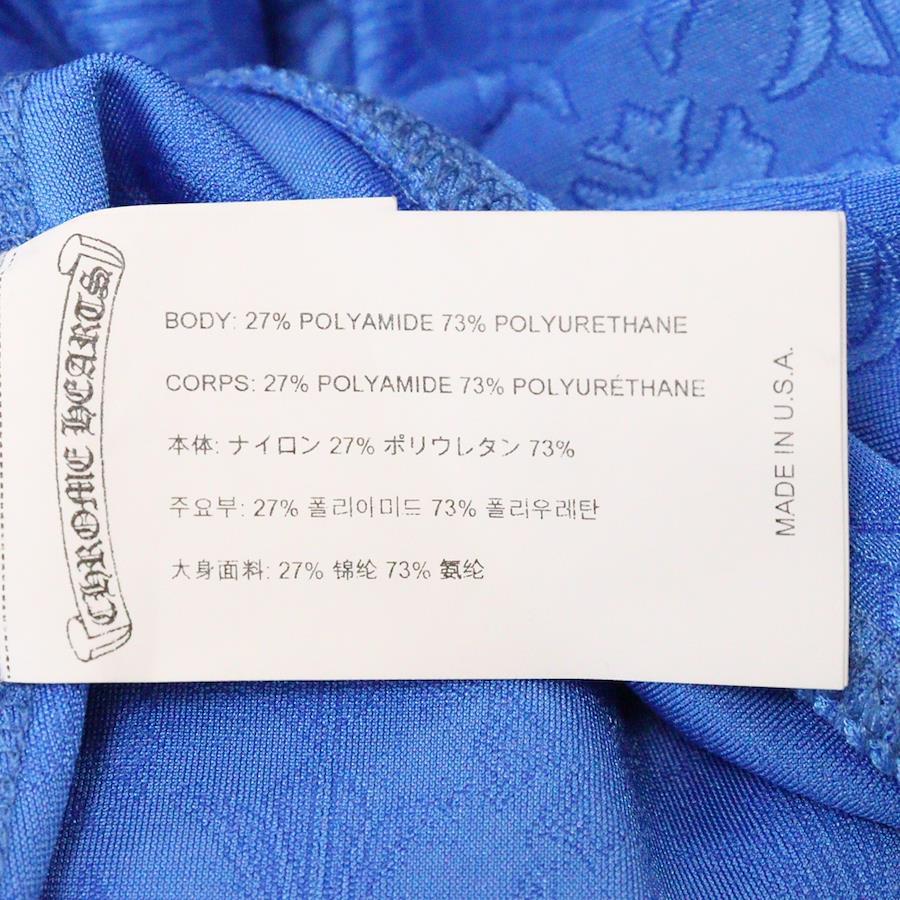 CHROME HEARTS
BODY: 27% POLYAMIDE 73% POLYURETHANE
CORPS: 27% POLYAMIDE 73% POLYURÉTHANE
本体: ナイロン 27% ポリウレタン 73%
주요부: 27% 폴리이미드 73% 폴리우레탄
大身面料: 27% 锦纶 73% 氨纶
MADE IN U.S.A.